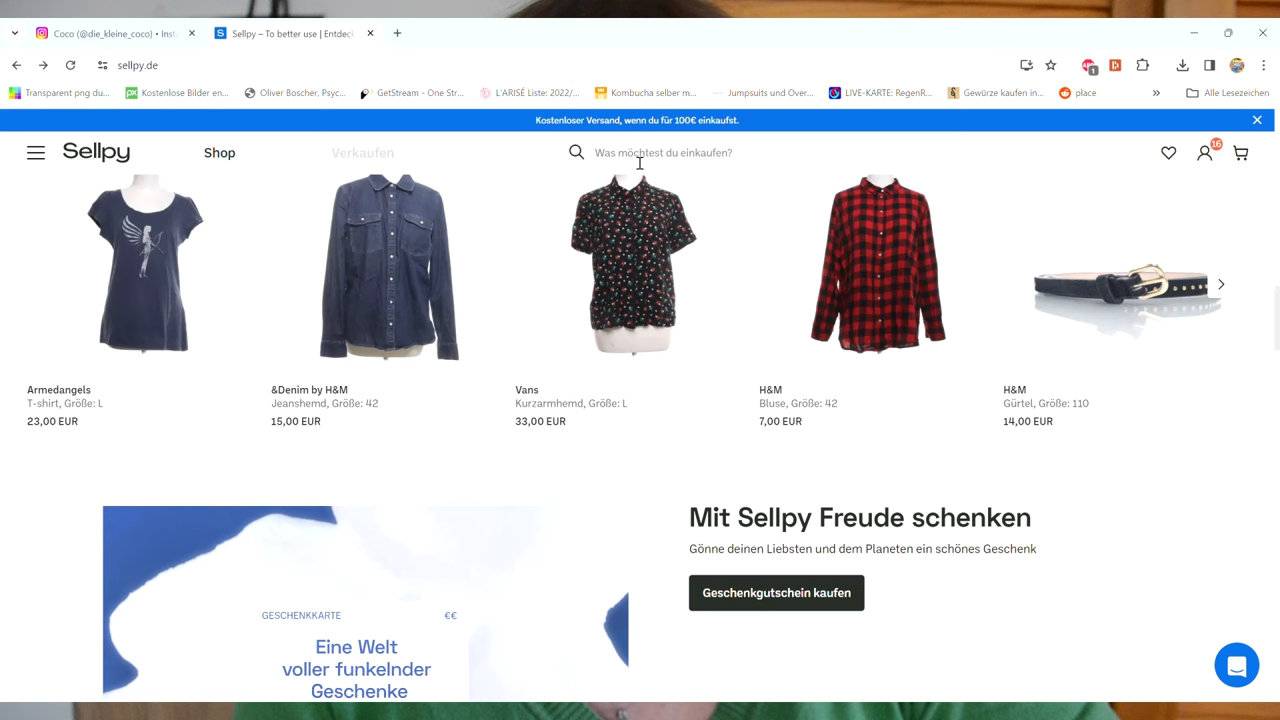 Coco (@die_kleine_coco) • Inst
Sellpy – To better use | Entdec
sellpy.de
1
Transparent png du...
Kostenlose Bilder en...
Oliver Boscher, Psyc...
GetStream - One Str...
L'ARISÉ Liste: 2022/...
Kombucha selber m...
Jumpsuits und Over...
LIVE-KARTE: RegenR...
Gewürze kaufen in...
place
Alle Lesezeichen
Kostenloser Versand, wenn du für 100€ einkaufst.
Sellpy
Shop
Verkaufen
Was möchtest du einkaufen?
16
Armedangels
T-shirt, Größe: L
23,00 EUR
&Denim by H&M
Jeanshemd, Größe: 42
15,00 EUR
Vans
Kurzarmhemd, Größe: L
33,00 EUR
H&M
Bluse, Größe: 42
7,00 EUR
H&M
Gürtel, Größe: 110
14,00 EUR
GESCHENKKARTE
€€
Eine Welt
voller funkelnder
Geschenke
Mit Sellpy Freude schenken
Gönne deinen Liebsten und dem Planeten ein schönes Geschenk
Geschenkgutschein kaufen